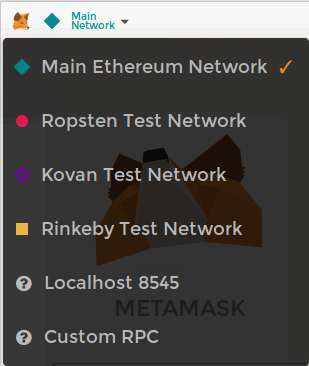 Main
Network
Main Ethereum Network
Ropsten Test Network
Kovan Test Network
Rinkeby Test Network
Localhost 8545
METAMASK
Custom RPC